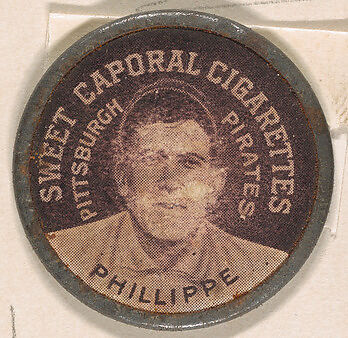 SWEET CAPORAL CIGARETTES
PITTSBURGH
PIRATES.
PHILLIPPE